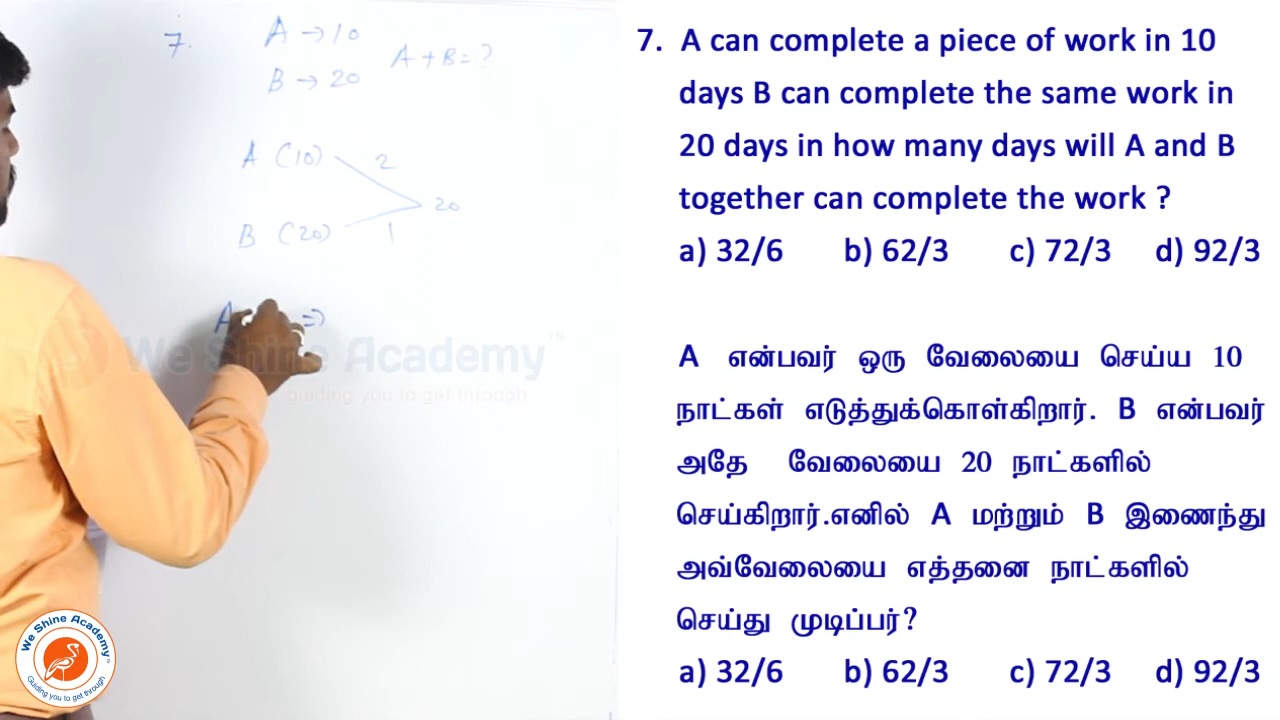 7. A → 10
B → 20
A + B = ?
A (10) 2
20
B (20) 1
A ⇒
We Shine Academy™
guiding you to get through
We Shine Academy™
Guiding you to get through
7. A can complete a piece of work in 10
days B can complete the same work in
20 days in how many days will A and B
together can complete the work ?
a) 32/6 b) 62/3 c) 72/3 d) 92/3
A என்பவர் ஒரு வேலையை செய்ய 10
நாட்கள் எடுத்துக்கொள்கிறார். B என்பவர்
அதே வேலையை 20 நாட்களில்
செய்கிறார்.எனில் A மற்றும் B இணைந்து
அவ்வேலையை எத்தனை நாட்களில்
செய்து முடிப்பர்?
a) 32/6 b) 62/3 c) 72/3 d) 92/3